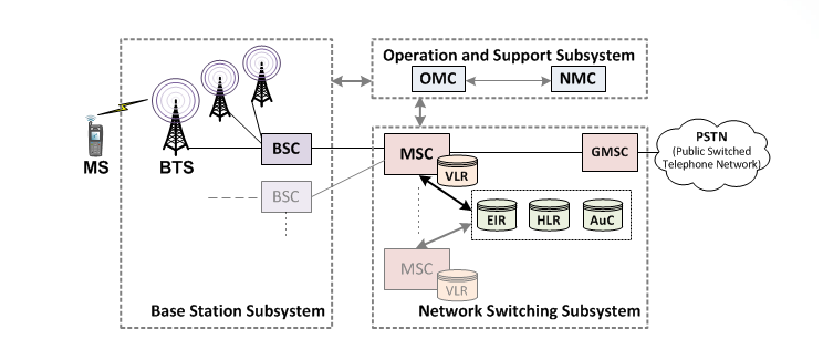 Operation and Support Subsystem
OMC
NMC
MS
BTS
BSC
BSC
MSC
VLR
GMSC
PSTN
(Public Switched
Telephone Network)
EIR
HLR
AuC
MSC
VLR
Base Station Subsystem
Network Switching Subsystem